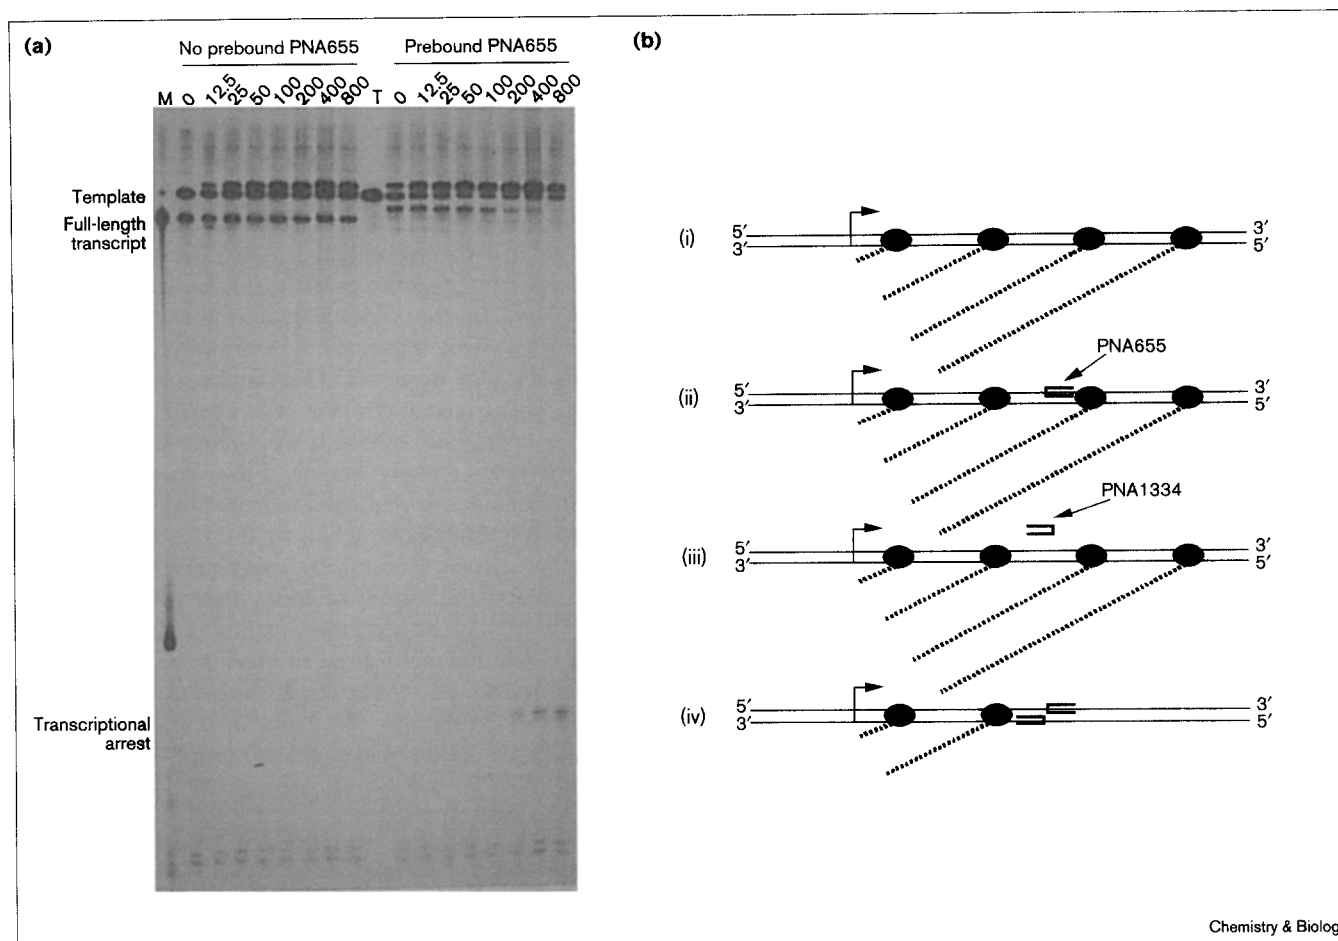 (a)
No prebound PNA655 Prebound PNA655
M 0 12.5 25 50 100 200 400 800 T 0 12.5 25 50 100 200 400 800
Template
Full-length
transcript
Transcriptional
arrest
(b)
(i) 5′ 3′
3′ 5′
PNA655
(ii) 5′ 3′
3′ 5′
PNA1334
(iii) 5′ 3′
3′ 5′
(iv) 5′ 3′
3′ 5′
Chemistry & Biolog